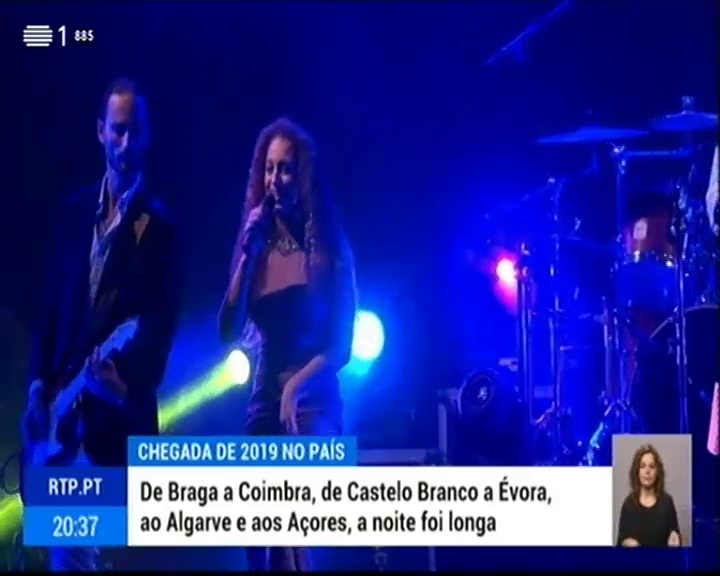 1 885
CHEGADA DE 2019 NO PAÍS
RTP.PT
De Braga a Coimbra, de Castelo Branco a Évora,
ao Algarve e aos Açores, a noite foi longa
20:37